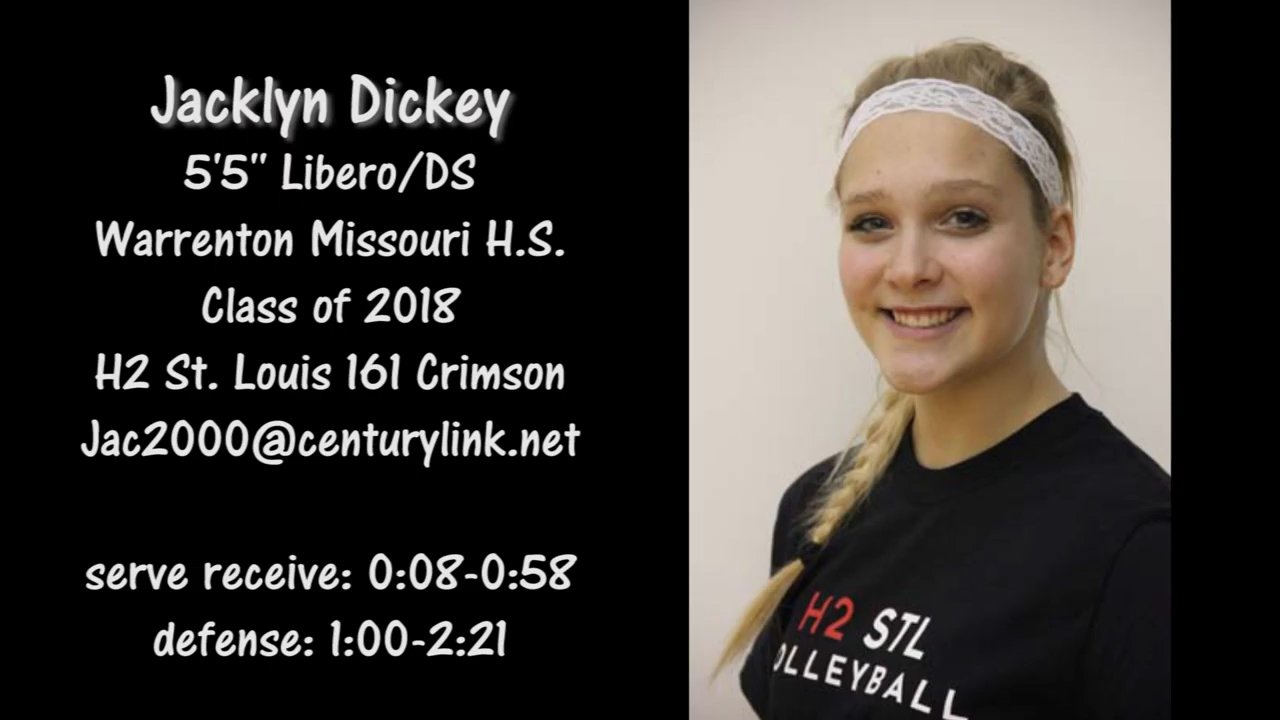 Jacklyn Dickey
5'5" Libero/DS
Warrenton Missouri H.S.
Class of 2018
H2 St. Louis 161 Crimson
Jac2000@centurylink.net
serve receive: 0:08-0:58
defense: 1:00-2:21
H2 STL
OLLEYBALL